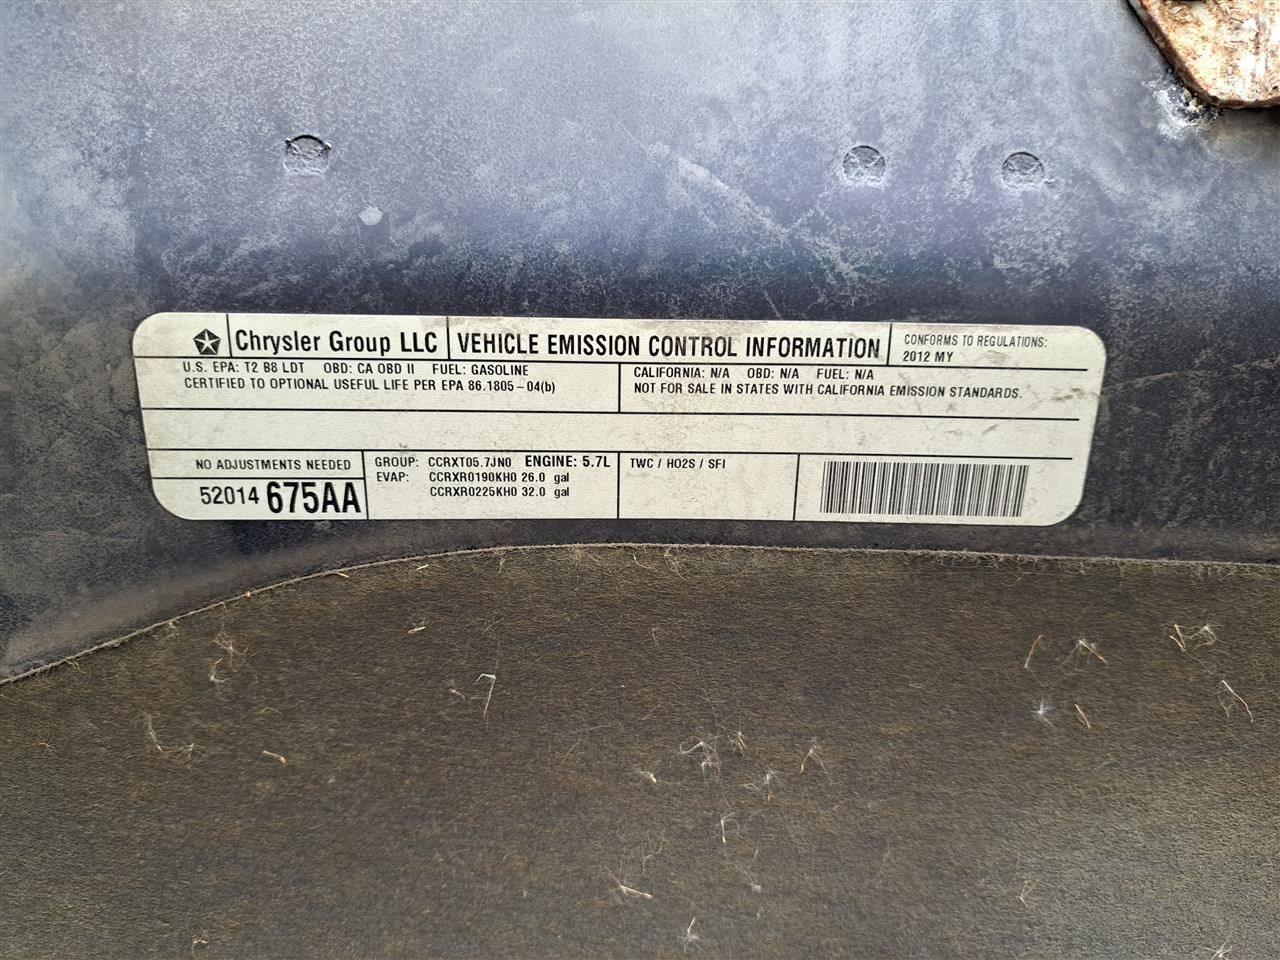 Chrysler Group LLC
VEHICLE EMISSION CONTROL INFORMATION
CONFORMS TO REGULATIONS:
2012 MY
U.S. EPA: T2 B8 LDT OBD: CA OBD II FUEL: GASOLINE
CERTIFIED TO OPTIONAL USEFUL LIFE PER EPA 86.1805-04(b)
CALIFORNIA: N/A OBD: N/A FUEL: N/A
NOT FOR SALE IN STATES WITH CALIFORNIA EMISSION STANDARDS.
NO ADJUSTMENTS NEEDED
52014 675AA
GROUP: CCRXT05.7JN0 ENGINE: 5.7L
EVAP: CCRXR0190KH0 26.0 gal
CCRXR0225KH0 32.0 gal
TWC / HO2S / SFI